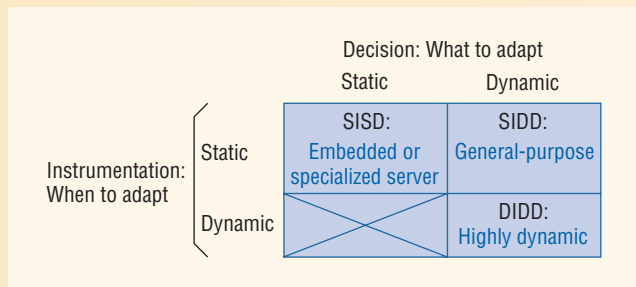 Decision: What to adapt
Static
Dynamic
Instrumentation:
When to adapt
Static
SISD:
Embedded or
specialized server
SIDD:
General-purpose
Dynamic
DIDD:
Highly dynamic